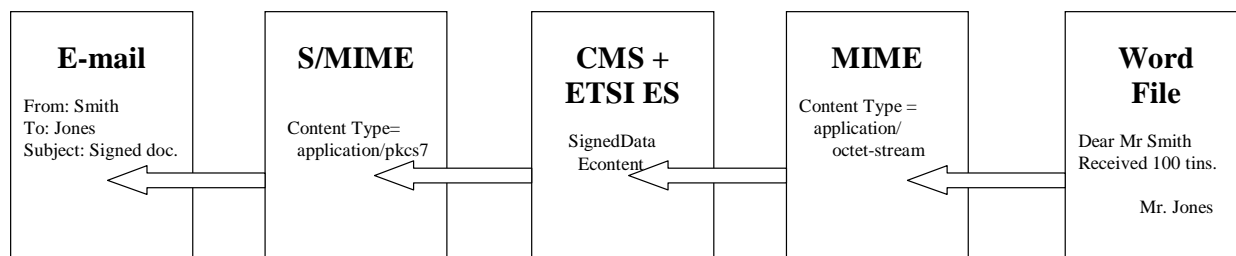 E-mail
From: Smith
To: Jones
Subject: Signed doc.
S/MIME
Content Type=
application/pkcs7
CMS +
ETSI ES
SignedData
Econtent
MIME
Content Type =
application/
octet-stream
Word
File
Dear Mr Smith
Received 100 tins.
Mr. Jones